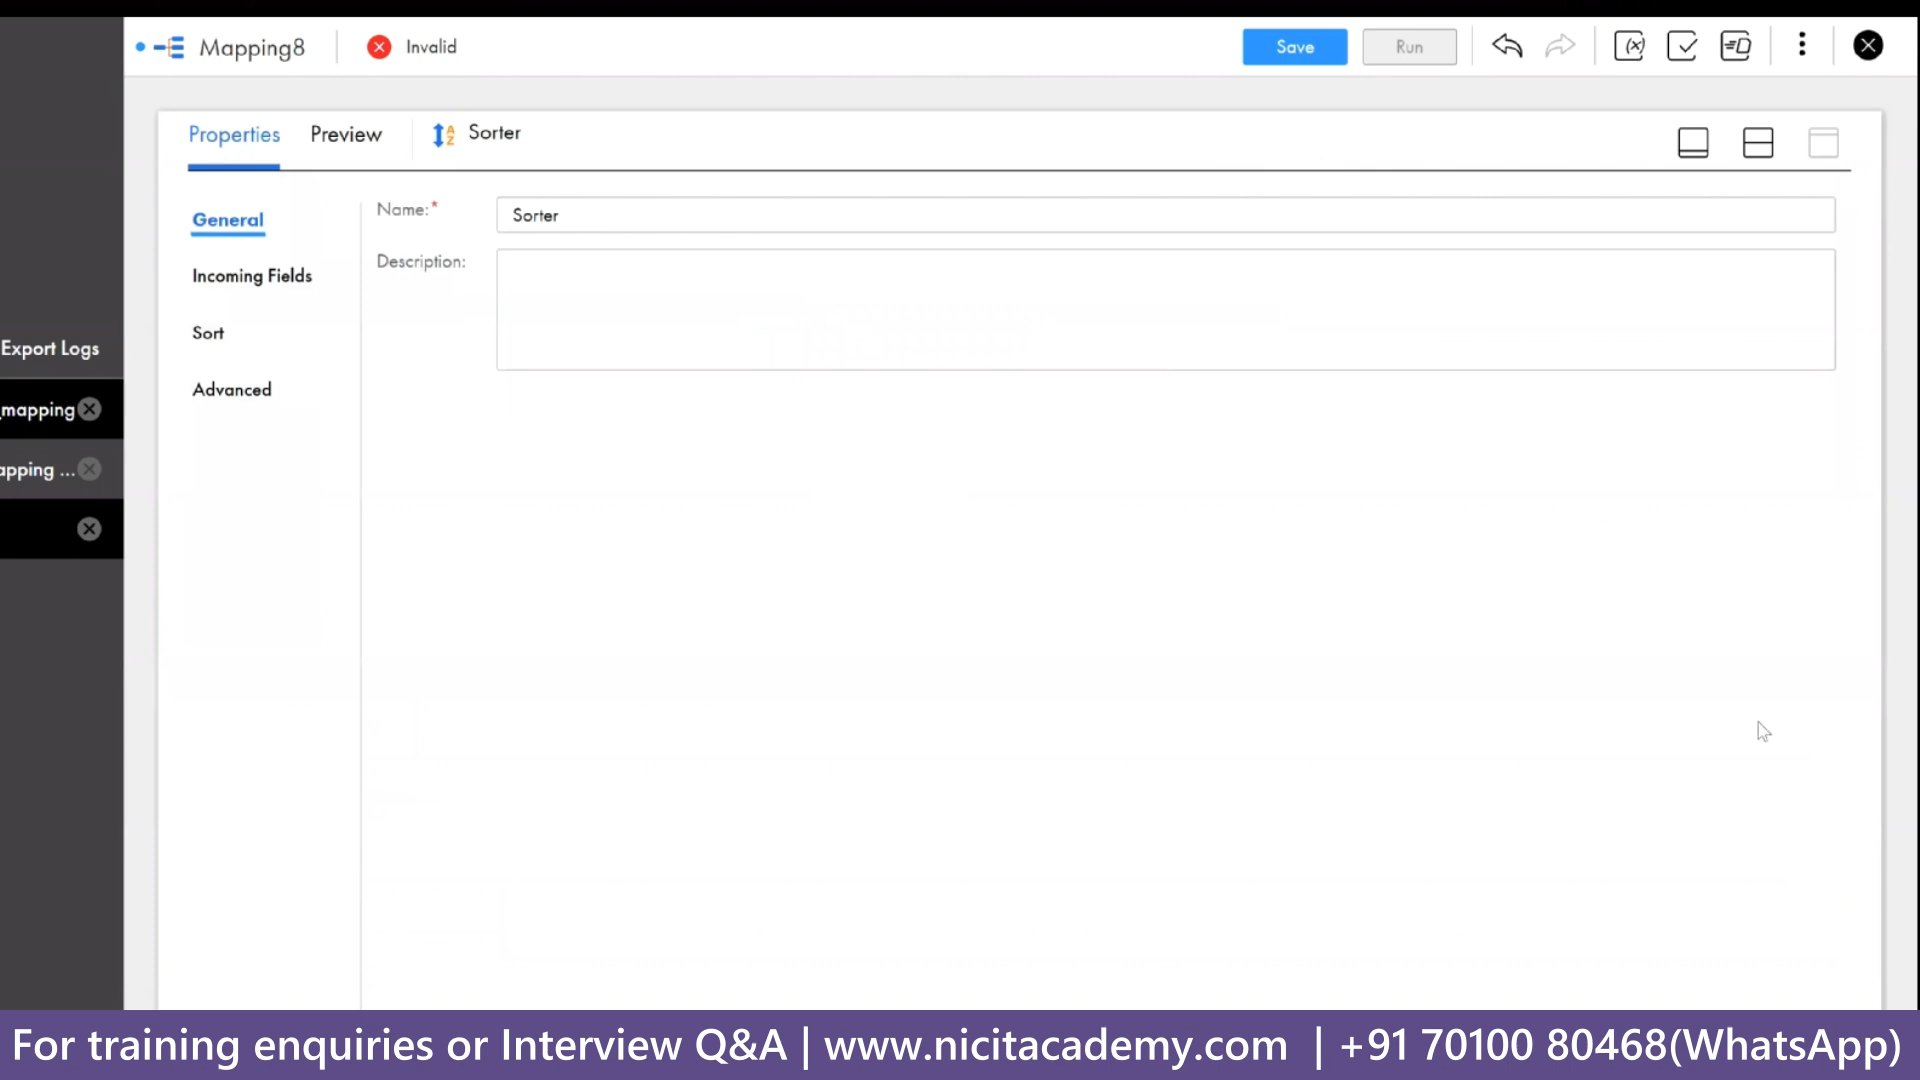 Mapping8
Invalid
Save
Run
Properties
Preview
Sorter
General
Name:*
Sorter
Description:
Incoming Fields
Sort
Advanced
Export Logs
_mapping
apping ...
For training enquiries or Interview Q&A | www.nicitacademy.com | +91 70100 80468(WhatsApp)